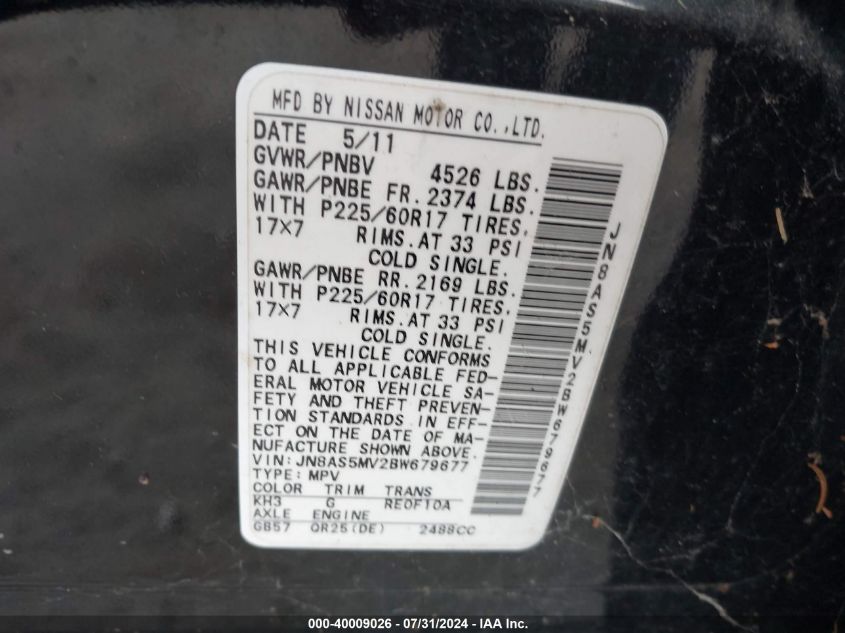 MFD BY NISSAN MOTOR CO.,LTD.
DATE 5/11
GVWR/PNBV 4526 LBS.
GAWR/PNBE FR. 2374 LBS.
WITH P225/60R17 TIRES,
17×7 RIMS.AT 33 PSI
COLD SINGLE.
GAWR/PNBE RR. 2169 LBS.
WITH P225/60R17 TIRES,
17×7 RIMS.AT 33 PSI
COLD SINGLE.
THIS VEHICLE CONFORMS
TO ALL APPLICABLE FED-
ERAL MOTOR VEHICLE SA-
FETY AND THEFT PREVEN-
TION STANDARDS IN EFF-
ECT ON THE DATE OF MA-
NUFACTURE SHOWN ABOVE.
VIN:JN8AS5MV2BW679677
TYPE: MPV
COLOR TRIM TRANS
KH3 G RE0F10A
AXLE ENGINE
GB57 QR25(DE) 2488CC
JN8AS5MV2BW679677
000-40009026 - 07/31/2024 - IAA Inc.